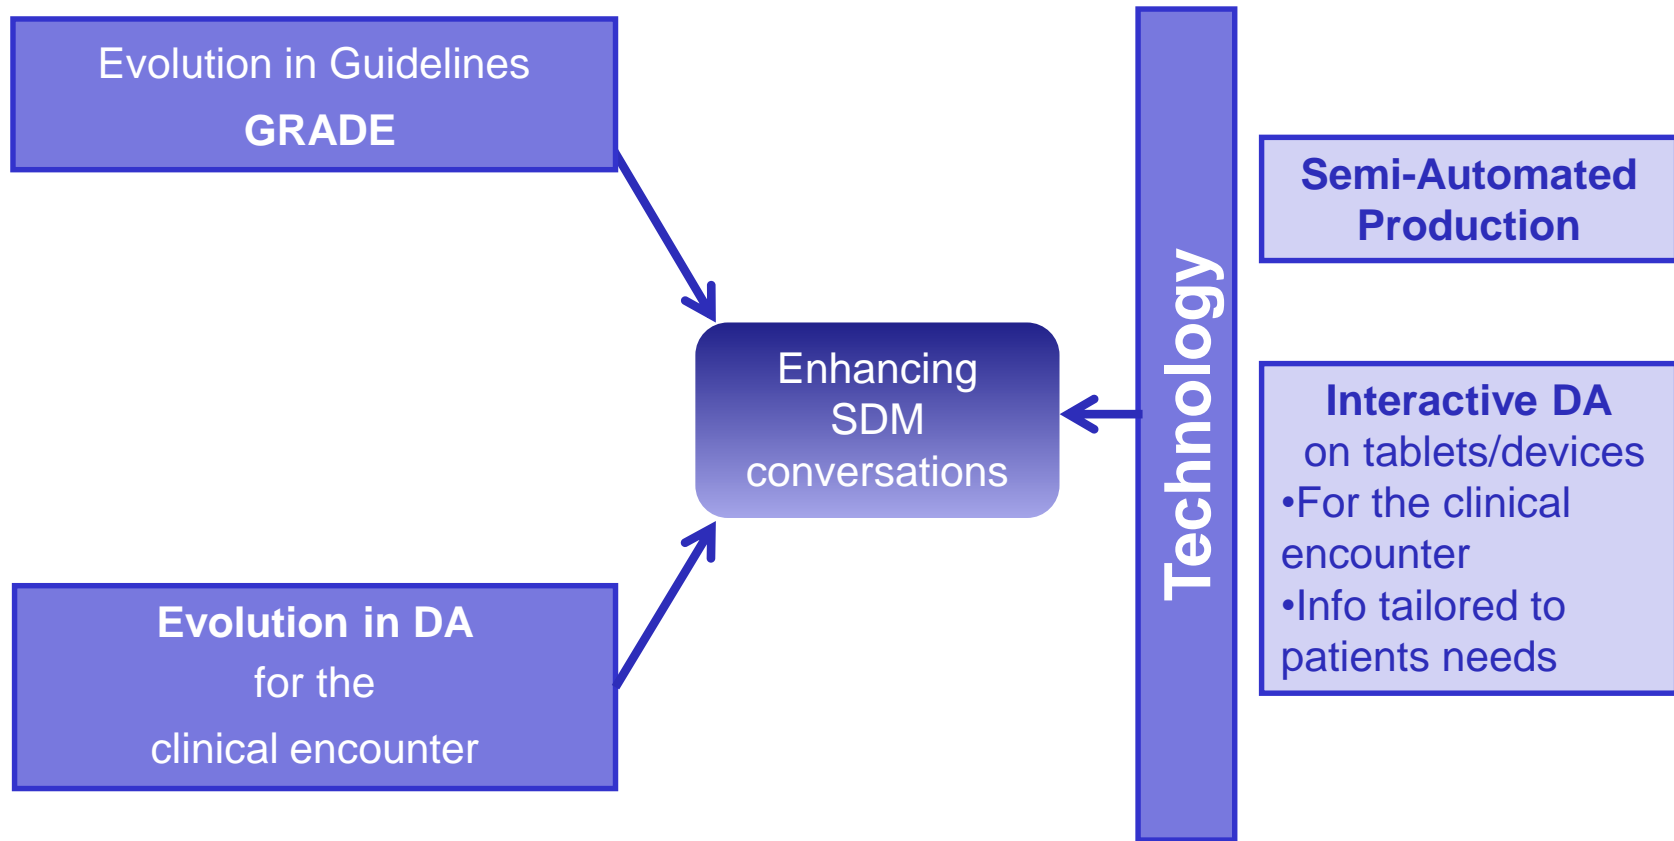 Evolution in Guidelines
GRADE
Evolution in DA
for the
clinical encounter
Enhancing
SDM
conversations
Technology
Semi-Automated
Production
Interactive DA
on tablets/devices
•For the clinical
encounter
•Info tailored to
patients needs